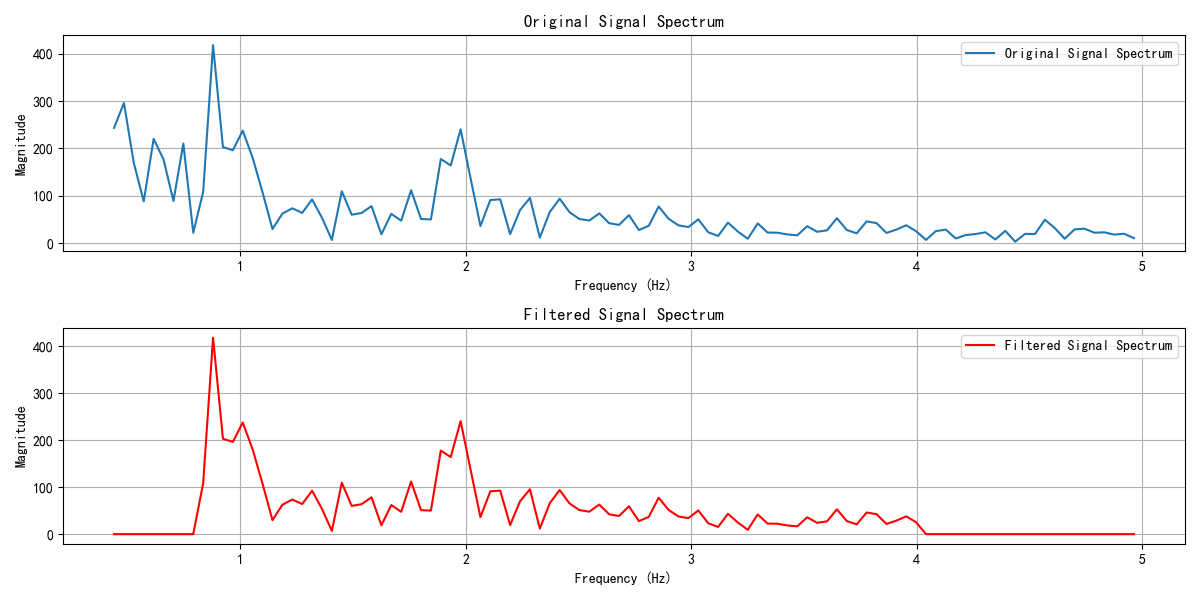 Original Signal Spectrum
Original Signal Spectrum
400
300
200
100
0
Magnitude
1
2
3
4
5
Frequency (Hz)
Filtered Signal Spectrum
Filtered Signal Spectrum
400
300
200
100
0
Magnitude
1
2
3
4
5
Frequency (Hz)